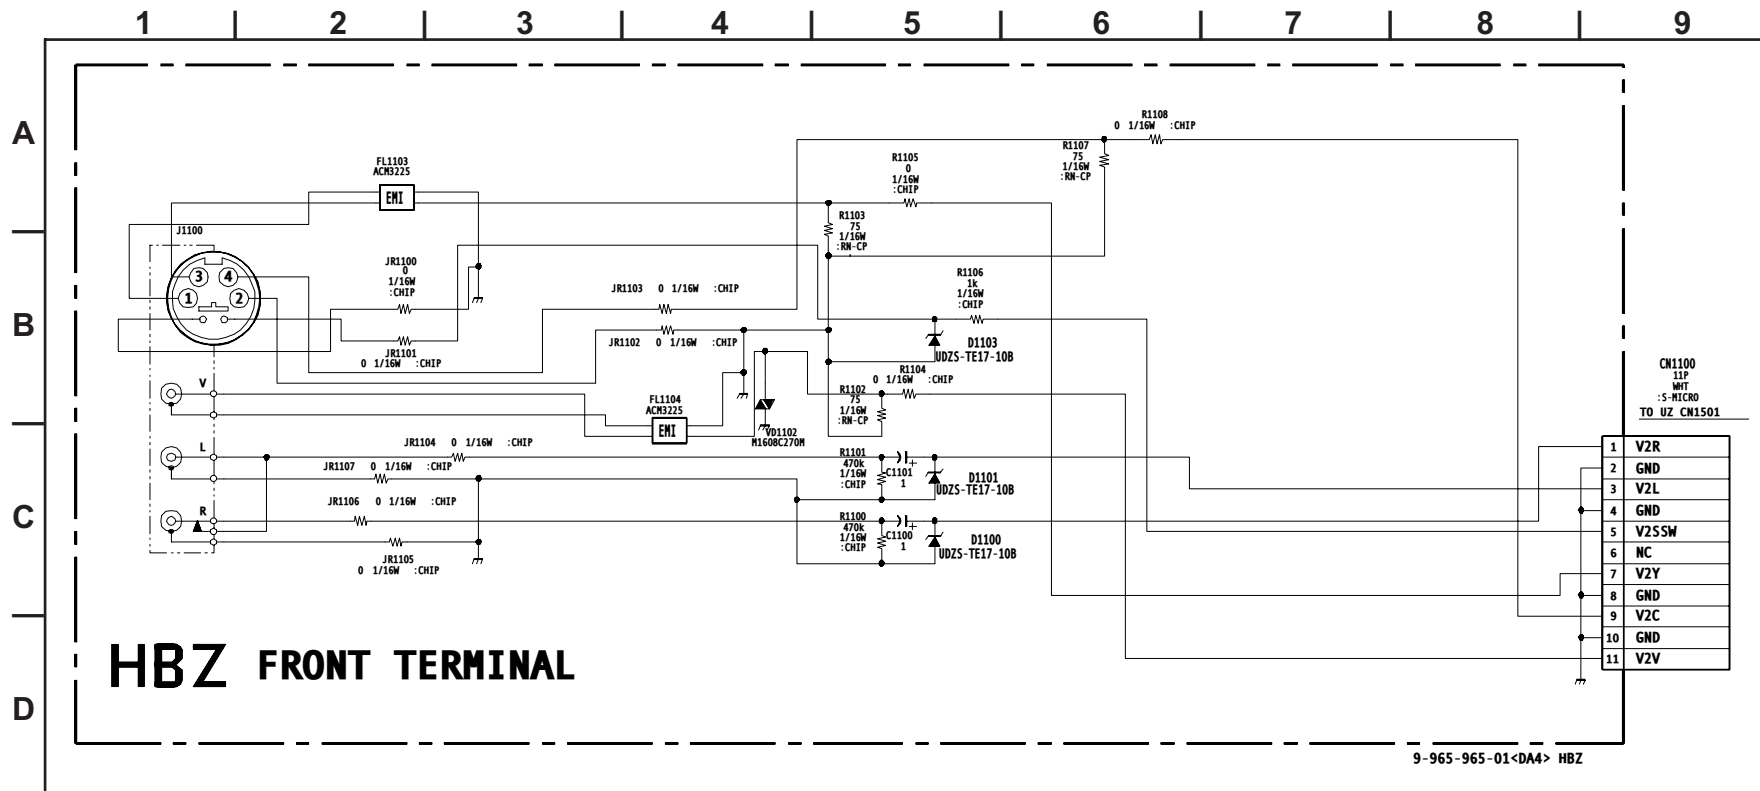 1 2 3 4 5 6 7 8 9
A
B
C
D
R1108
0 1/16W :CHIP
R1107
75
1/16W
:RN-CP
R1105
0
1/16W
:CHIP
FL1103
ACM3225
EMI
R1103
75
1/16W
:RN-CP
J1100
3 4
1 2
JR1100
0
1/16W
:CHIP
JR1101
0 1/16W :CHIP
JR1103 0 1/16W :CHIP
JR1102 0 1/16W :CHIP
R1106
1k
1/16W
:CHIP
D1103
UDZS-TE17-10B
R1104
0 1/16W :CHIP
R1102
75
1/16W
:RN-CP
V
FL1104
ACM3225
EMI
VD1102
M1608C270M
L
JR1104 0 1/16W :CHIP
JR1107 0 1/16W :CHIP
R1101
470k
1/16W
:CHIP
C1101
1
+
D1101
UDZS-TE17-10B
R
JR1106 0 1/16W :CHIP
JR1105
0 1/16W :CHIP
R1100
470k
1/16W
:CHIP
C1100
1
+
D1100
UDZS-TE17-10B
CN1100
11P
WHT
:S-MICRO
TO UZ CN1501
1 V2R
2 GND
3 V2L
4 GND
5 V2SSW
6 NC
7 V2Y
8 GND
9 V2C
10 GND
11 V2V
HBZ FRONT TERMINAL
9-965-965-01<DA4> HBZ